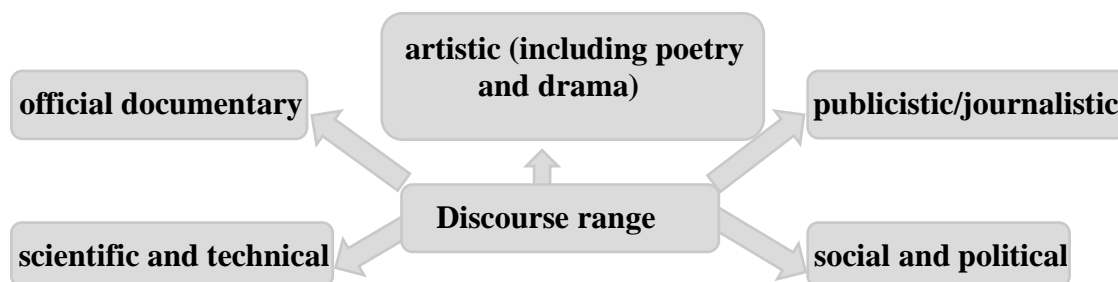 artistic (including poetry
and drama)
official documentary
publicistic/journalistic
Discourse range
scientific and technical
social and political